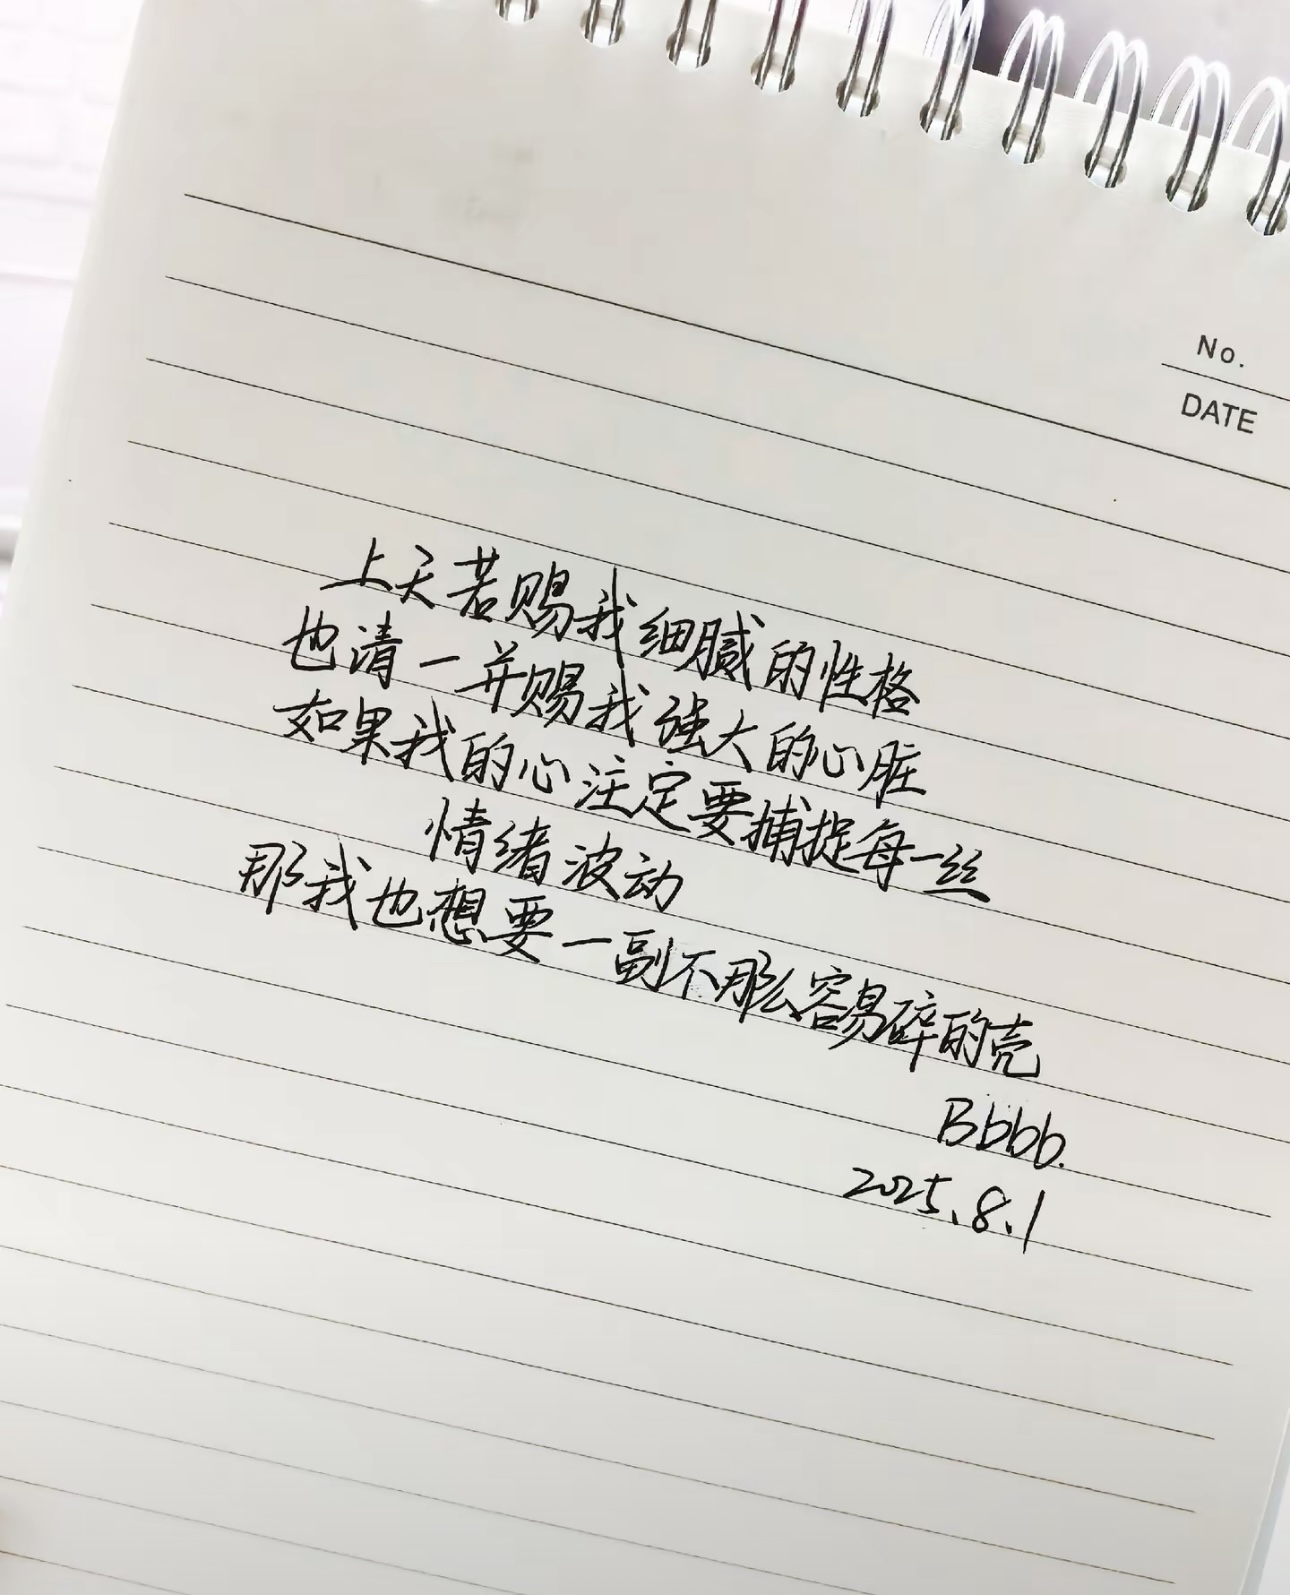 No.
DATE
上天若赐我细腻的性格
也请一并赐我强大的心脏
如果我的心注定要捕捉每一丝
情绪波动
那我也想要一副不那么容易碎的壳
Bbbb.
2025.8.1